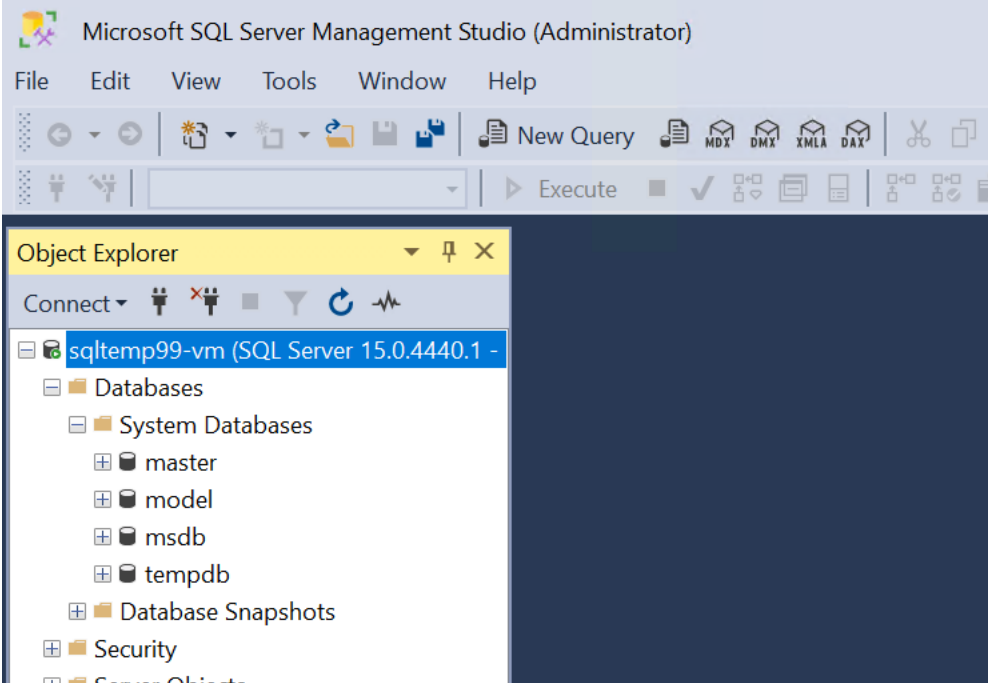 Microsoft SQL Server Management Studio (Administrator)
File Edit View Tools Window Help
New Query MDX DMX XMLA DAX
Execute
Object Explorer
Connect
sqltemp99-vm (SQL Server 15.0.4440.1 -
Databases
System Databases
master
model
msdb
tempdb
Database Snapshots
Security
Server Objects